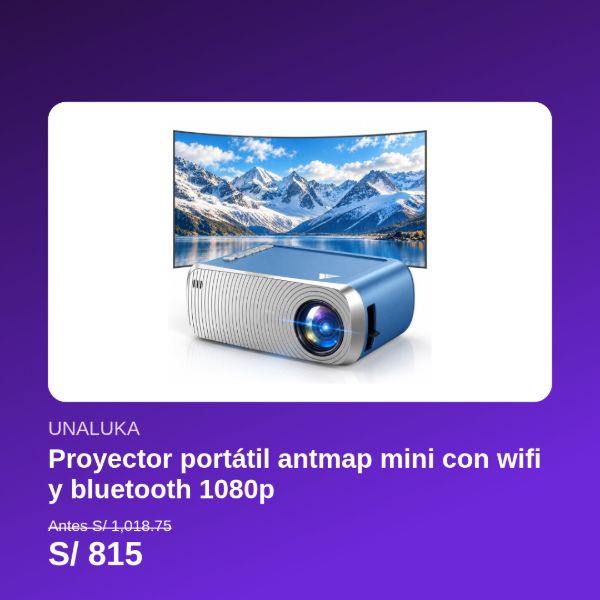 UNALUKA
Proyector portátil antmap mini con wifi
y bluetooth 1080p
Antes S/ 1,018.75
S/ 815